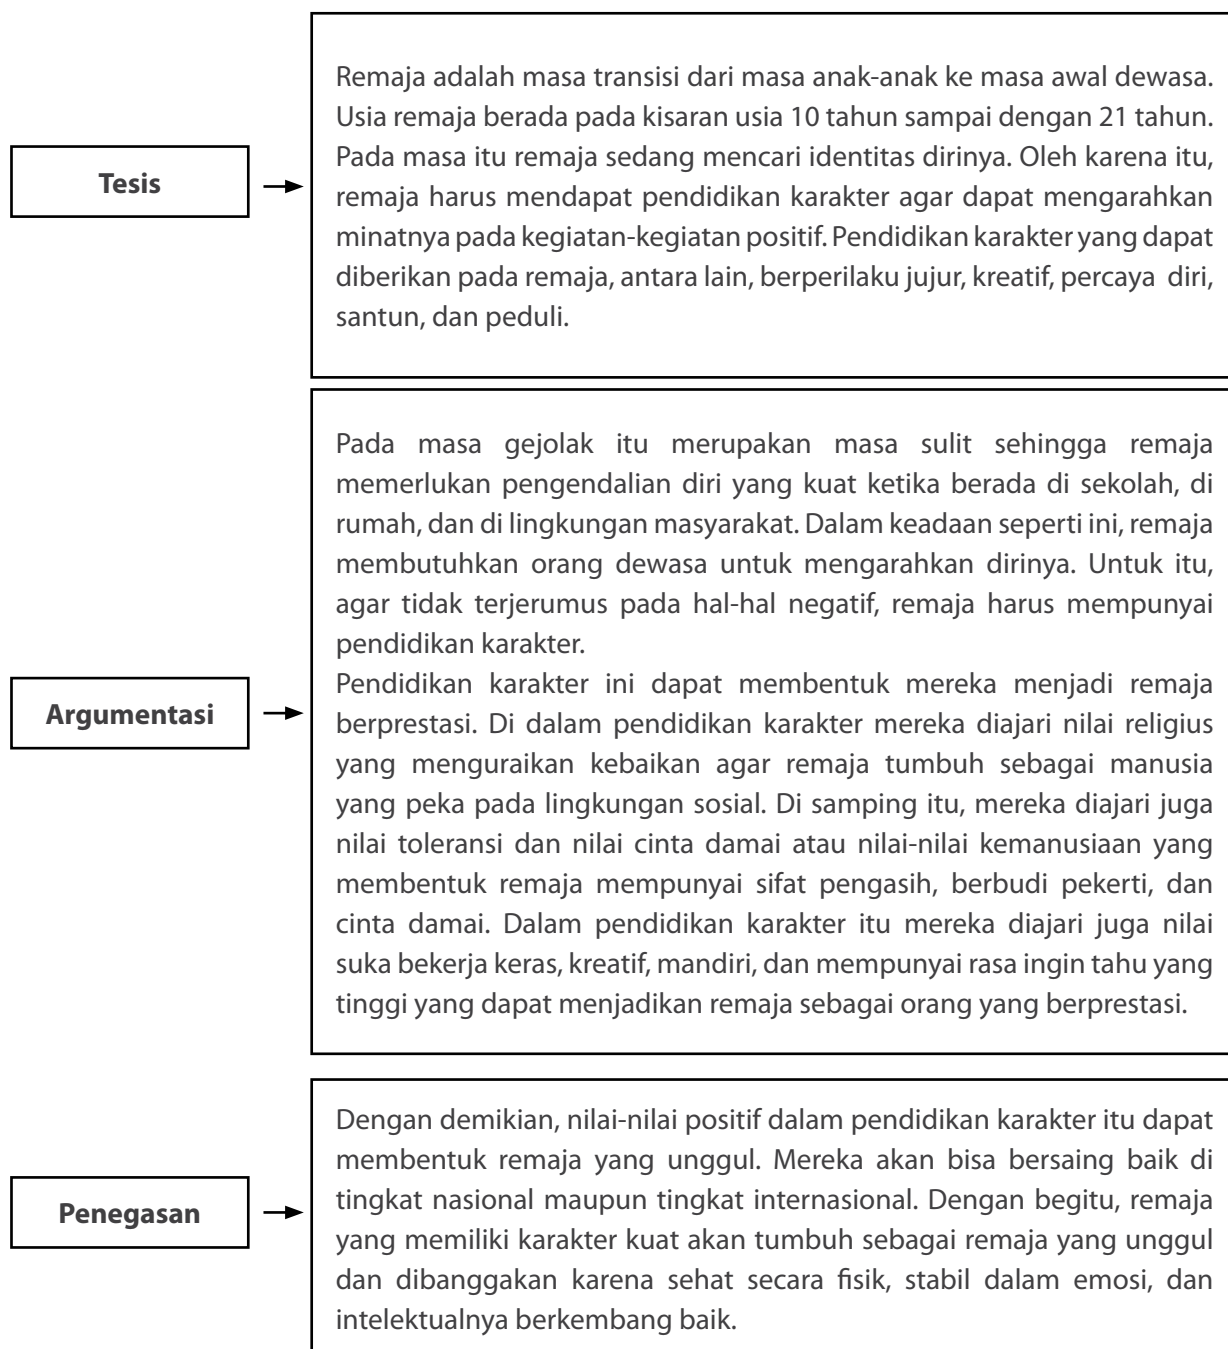 Tesis
Remaja adalah masa transisi dari masa anak-anak ke masa awal dewasa.
Usia remaja berada pada kisaran usia 10 tahun sampai dengan 21 tahun.
Pada masa itu remaja sedang mencari identitas dirinya. Oleh karena itu,
remaja harus mendapat pendidikan karakter agar dapat mengarahkan
minatnya pada kegiatan-kegiatan positif. Pendidikan karakter yang dapat
diberikan pada remaja, antara lain, berperilaku jujur, kreatif, percaya diri,
santun, dan peduli.
Argumentasi
Pada masa gejolak itu merupakan masa sulit sehingga remaja
memerlukan pengendalian diri yang kuat ketika berada di sekolah, di
rumah, dan di lingkungan masyarakat. Dalam keadaan seperti ini, remaja
membutuhkan orang dewasa untuk mengarahkan dirinya. Untuk itu,
agar tidak terjerumus pada hal-hal negatif, remaja harus mempunyai
pendidikan karakter.
Pendidikan karakter ini dapat membentuk mereka menjadi remaja
berprestasi. Di dalam pendidikan karakter mereka diajari nilai religius
yang menguraikan kebaikan agar remaja tumbuh sebagai manusia
yang peka pada lingkungan sosial. Di samping itu, mereka diajari juga
nilai toleransi dan nilai cinta damai atau nilai-nilai kemanusiaan yang
membentuk remaja mempunyai sifat pengasih, berbudi pekerti, dan
cinta damai. Dalam pendidikan karakter itu mereka diajari juga nilai
suka bekerja keras, kreatif, mandiri, dan mempunyai rasa ingin tahu yang
tinggi yang dapat menjadikan remaja sebagai orang yang berprestasi.
Penegasan
Dengan demikian, nilai-nilai positif dalam pendidikan karakter itu dapat
membentuk remaja yang unggul. Mereka akan bisa bersaing baik di
tingkat nasional maupun tingkat internasional. Dengan begitu, remaja
yang memiliki karakter kuat akan tumbuh sebagai remaja yang unggul
dan dibanggakan karena sehat secara fisik, stabil dalam emosi, dan
intelektualnya berkembang baik.